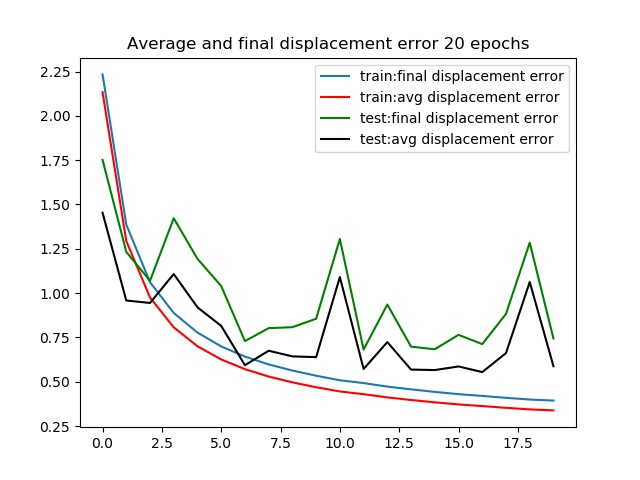 Average and final displacement error 20 epochs
train:final displacement error
train:avg displacement error
test:final displacement error
test:avg displacement error
2.25
2.00
1.75
1.50
1.25
1.00
0.75
0.50
0.25
0.0 2.5 5.0 7.5 10.0 12.5 15.0 17.5